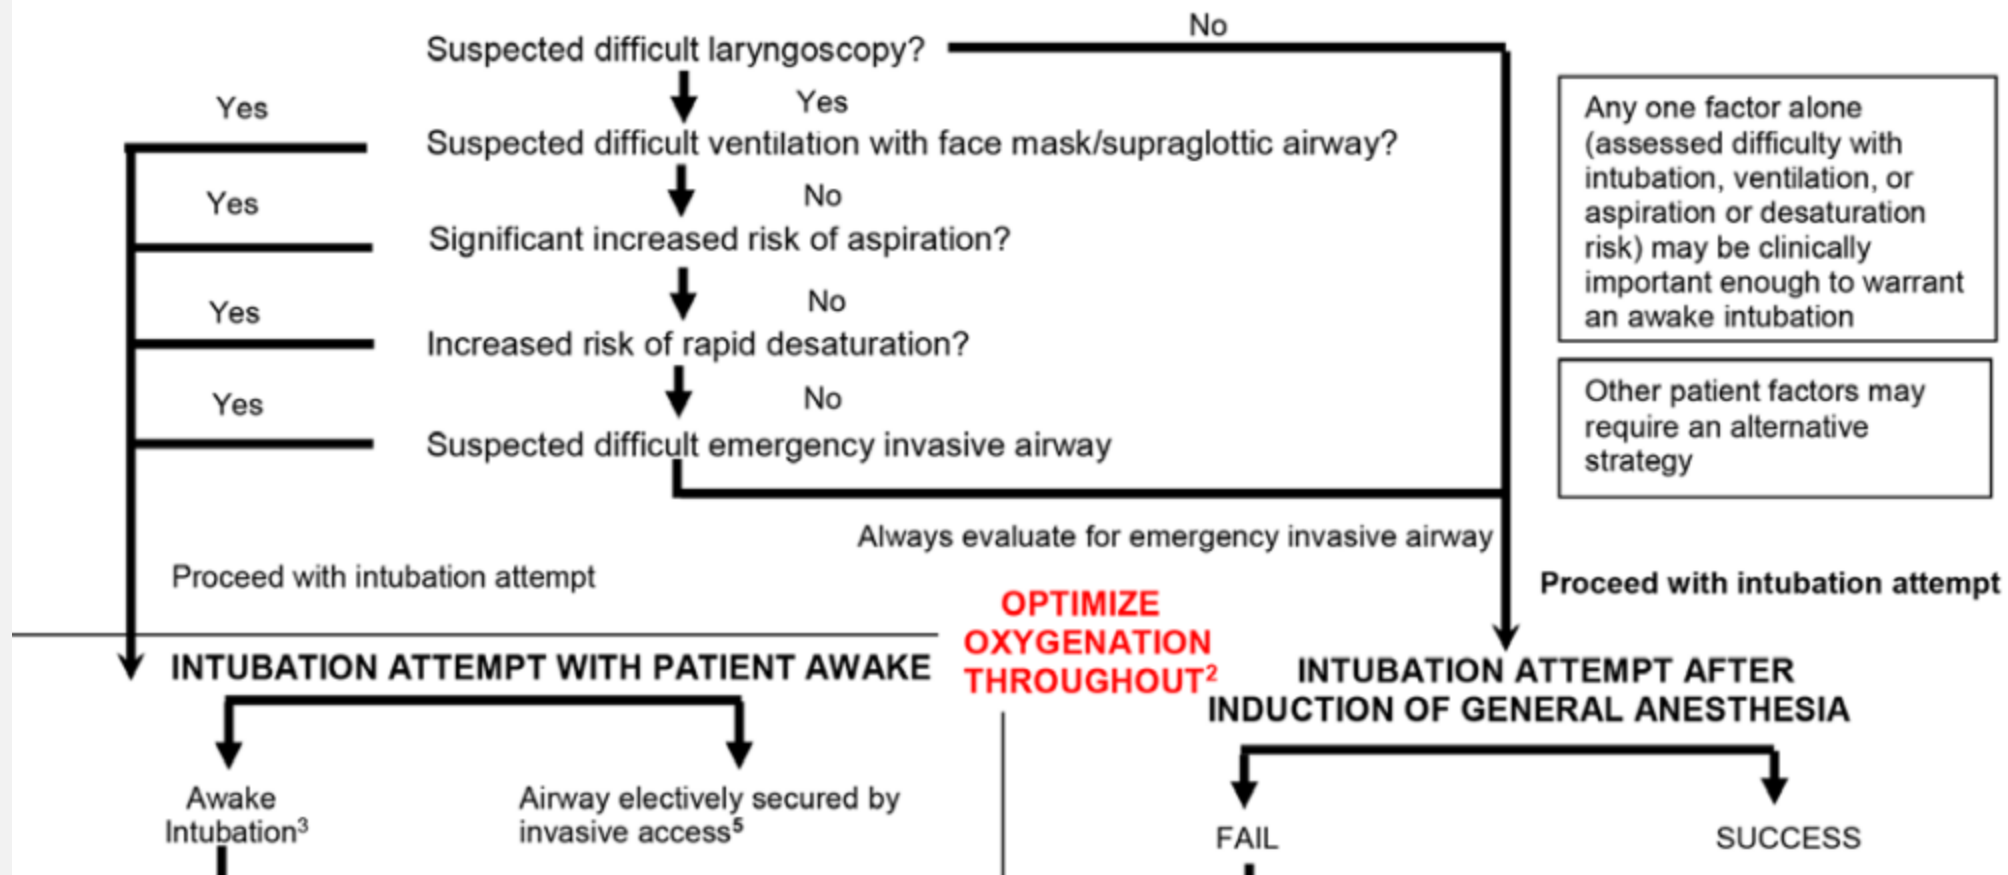 No
Suspected difficult laryngoscopy?
Yes
Yes
Suspected difficult ventilation with face mask/supraglottic airway?
Yes
No
Significant increased risk of aspiration?
Yes
No
Increased risk of rapid desaturation?
Yes
No
Suspected difficult emergency invasive airway
Any one factor alone
(assessed difficulty with
intubation, ventilation, or
aspiration or desaturation
risk) may be clinically
important enough to warrant
an awake intubation
Other patient factors may
require an alternative
strategy
Always evaluate for emergency invasive airway
Proceed with intubation attempt
Proceed with intubation attempt
OPTIMIZE
OXYGENATION
THROUGHOUT²
INTUBATION ATTEMPT WITH PATIENT AWAKE
INTUBATION ATTEMPT AFTER
INDUCTION OF GENERAL ANESTHESIA
Awake
Intubation³
Airway electively secured by
invasive access⁵
FAIL
SUCCESS